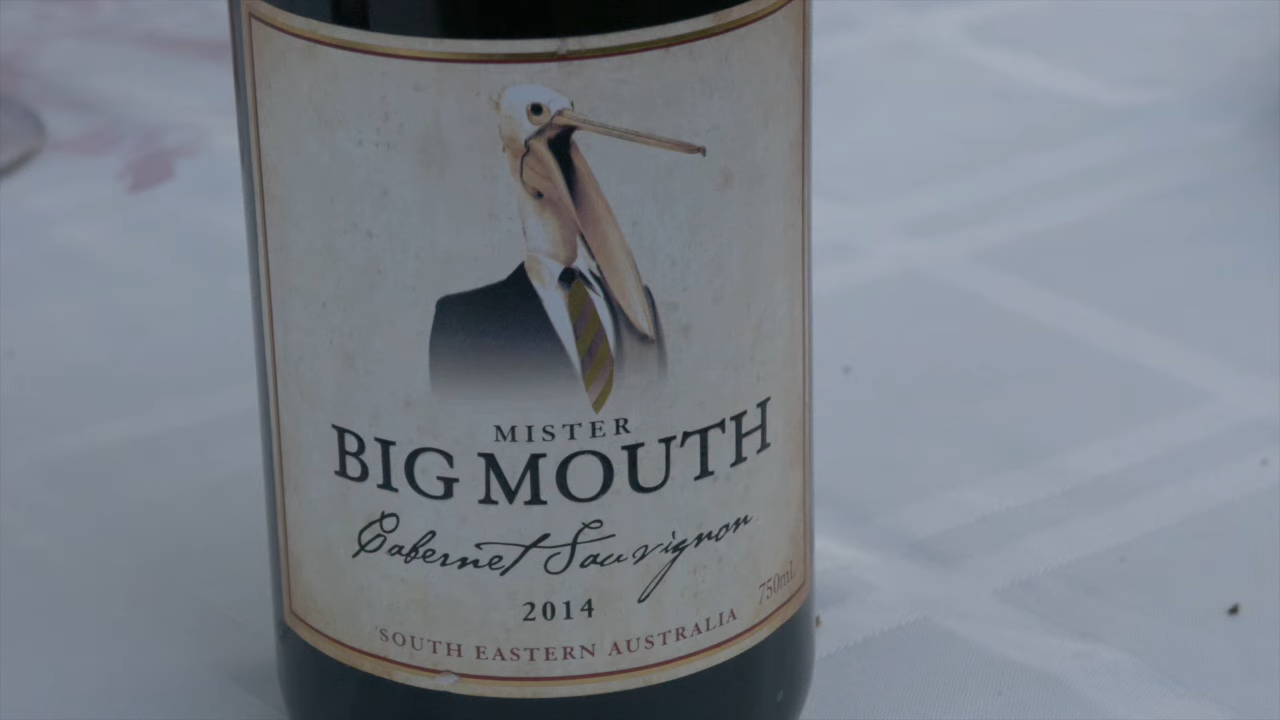 MISTER
BIG MOUTH
Cabernet Sauvignon
750mL
2014
SOUTH EASTERN AUSTRALIA